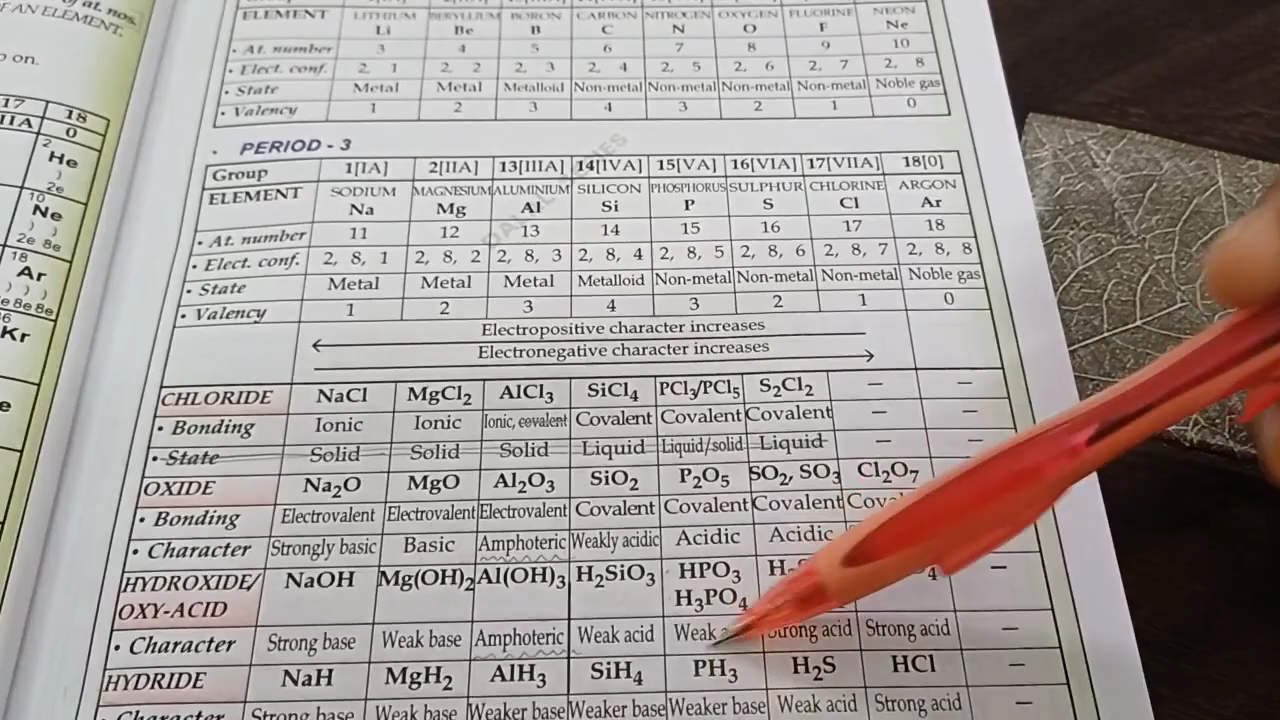 of at. nos.
F AN ELEMENT.
on.
17 18
IIA 0
2
He
)
2e
10
Ne
) )
2e 8e
18
Ar
) ) )
e 8e 8e
Kr
e
ELEMENT LITHIUM BERYLLIUM BORON CARBON NITROGEN OXYGEN FLUORINE NEON
Li Be B C N O F Ne
• At. number 3 4 5 6 7 8 9 10
• Elect. conf. 2, 1 2, 2 2, 3 2, 4 2, 5 2, 6 2, 7 2, 8
• State Metal Metal Metalloid Non-metal Non-metal Non-metal Non-metal Noble gas
• Valency 1 2 3 4 3 2 1 0
• PERIOD - 3
Group 1[IA] 2[IIA] 13[IIIA] 14[IVA] 15[VA] 16[VIA] 17[VIIA] 18[0]
ELEMENT SODIUM MAGNESIUM ALUMINIUM SILICON PHOSPHORUS SULPHUR CHLORINE ARGON
Na Mg Al Si P S Cl Ar
• At. number 11 12 13 14 15 16 17 18
• Elect. conf. 2, 8, 1 2, 8, 2 2, 8, 3 2, 8, 4 2, 8, 5 2, 8, 6 2, 8, 7 2, 8, 8
• State Metal Metal Metal Metalloid Non-metal Non-metal Non-metal Noble gas
• Valency 1 2 3 4 3 2 1 0
Electropositive character increases
Electronegative character increases
CHLORIDE NaCl MgCl2 AlCl3 SiCl4 PCl3/PCl5 S2Cl2 — —
• Bonding Ionic Ionic Ionic, covalent Covalent Covalent Covalent — —
• State Solid Solid Solid Liquid Liquid/solid Liquid — —
OXIDE Na2O MgO Al2O3 SiO2 P2O5 SO2, SO3 Cl2O7
• Bonding Electrovalent Electrovalent Electrovalent Covalent Covalent Covalent
• Character Strongly basic Basic Amphoteric Weakly acidic Acidic Acidic
HYDROXIDE/ NaOH Mg(OH)2 Al(OH)3 H2SiO3 HPO3 —
OXY-ACID H3PO4
• Character Strong base Weak base Amphoteric Weak acid Weak Strong acid Strong acid —
HYDRIDE NaH MgH2 AlH3 SiH4 PH3 H2S HCl —
• Character Strong base Weak base Weaker base Weaker base Weaker base Weak acid Strong acid